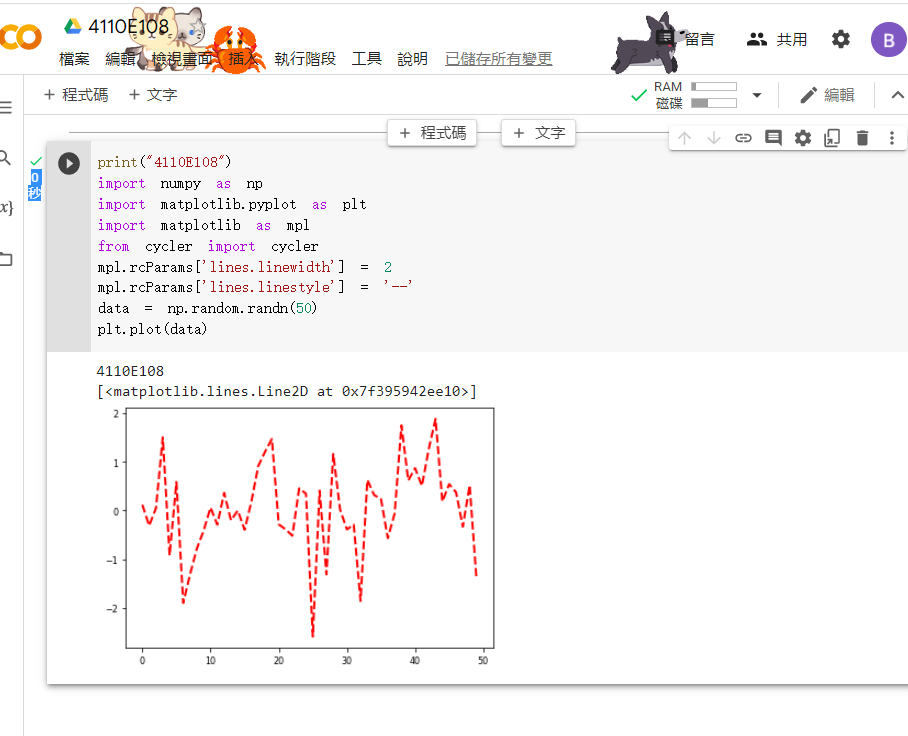 4110E108
檔案 編輯 檢視畫面 插入 執行階段 工具 說明 已儲存所有變更
留言 共用 B
+ 程式碼 + 文字
RAM
磁碟
編輯
+ 程式碼 + 文字
0
秒
x}
print("4110E108")
import numpy as np
import matplotlib.pyplot as plt
import matplotlib as mpl
from cycler import cycler
mpl.rcParams['lines.linewidth'] = 2
mpl.rcParams['lines.linestyle'] = '--'
data = np.random.randn(50)
plt.plot(data)
4110E108
[<matplotlib.lines.Line2D at 0x7f395942ee10>]
2
1
0
−1
−2
0 10 20 30 40 50